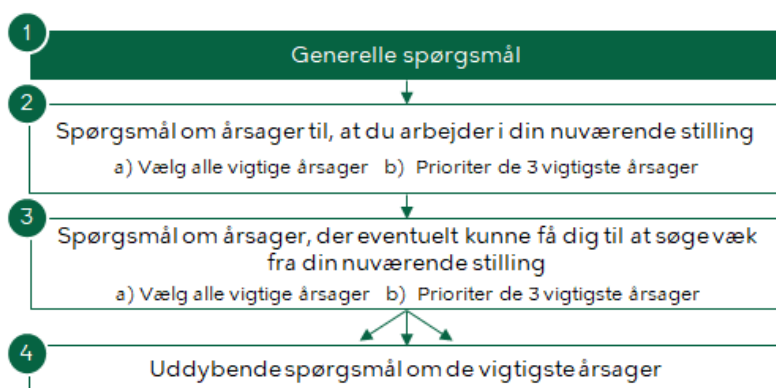 1
Generelle spørgsmål
2
Spørgsmål om årsager til, at du arbejder i din nuværende stilling
a) Vælg alle vigtige årsager b) Prioriter de 3 vigtigste årsager
3
Spørgsmål om årsager, der eventuelt kunne få dig til at søge væk
fra din nuværende stilling
a) Vælg alle vigtige årsager b) Prioriter de 3 vigtigste årsager
4
Uddybende spørgsmål om de vigtigste årsager